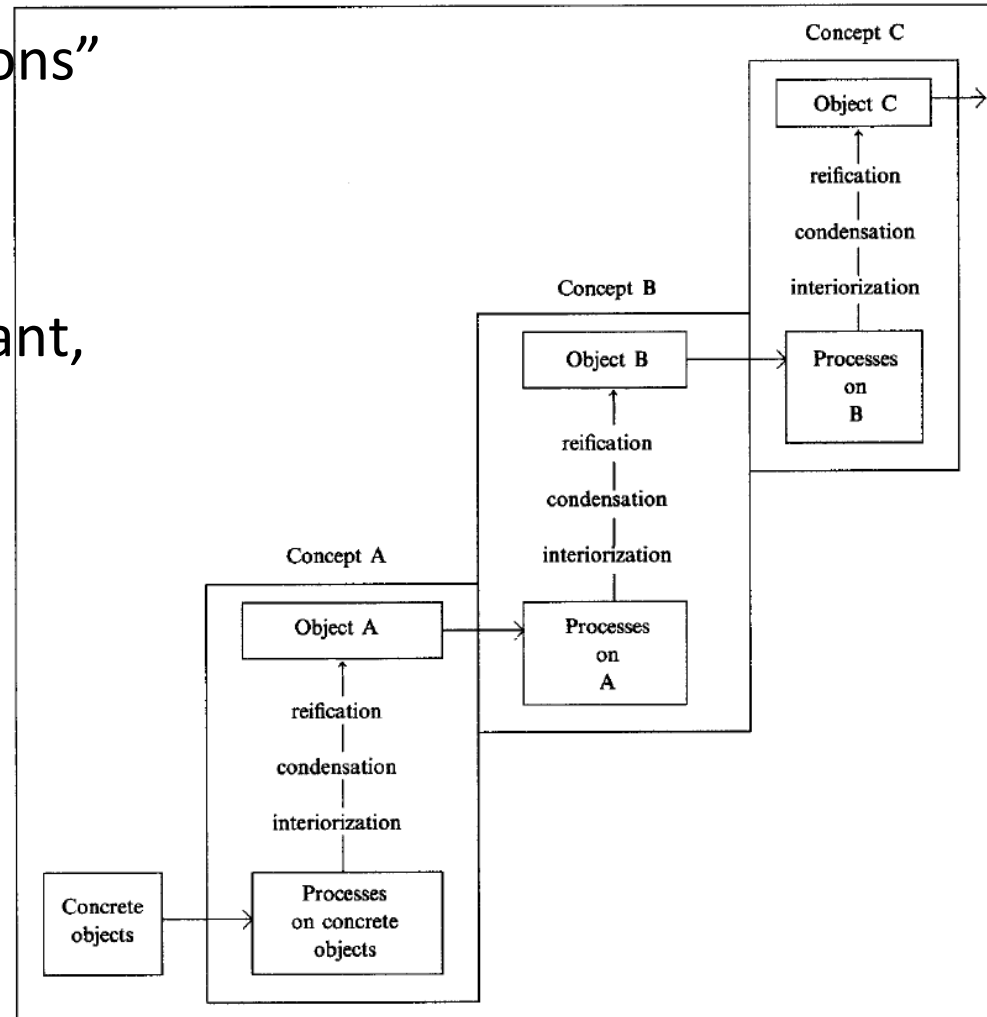 ons”
ant,
Concept C
Object C
reification
condensation
interiorization
Processes
on
B
Concept B
Object B
reification
condensation
interiorization
Processes
on
A
Concept A
Object A
reification
condensation
interiorization
Processes
on concrete
objects
Concrete
objects